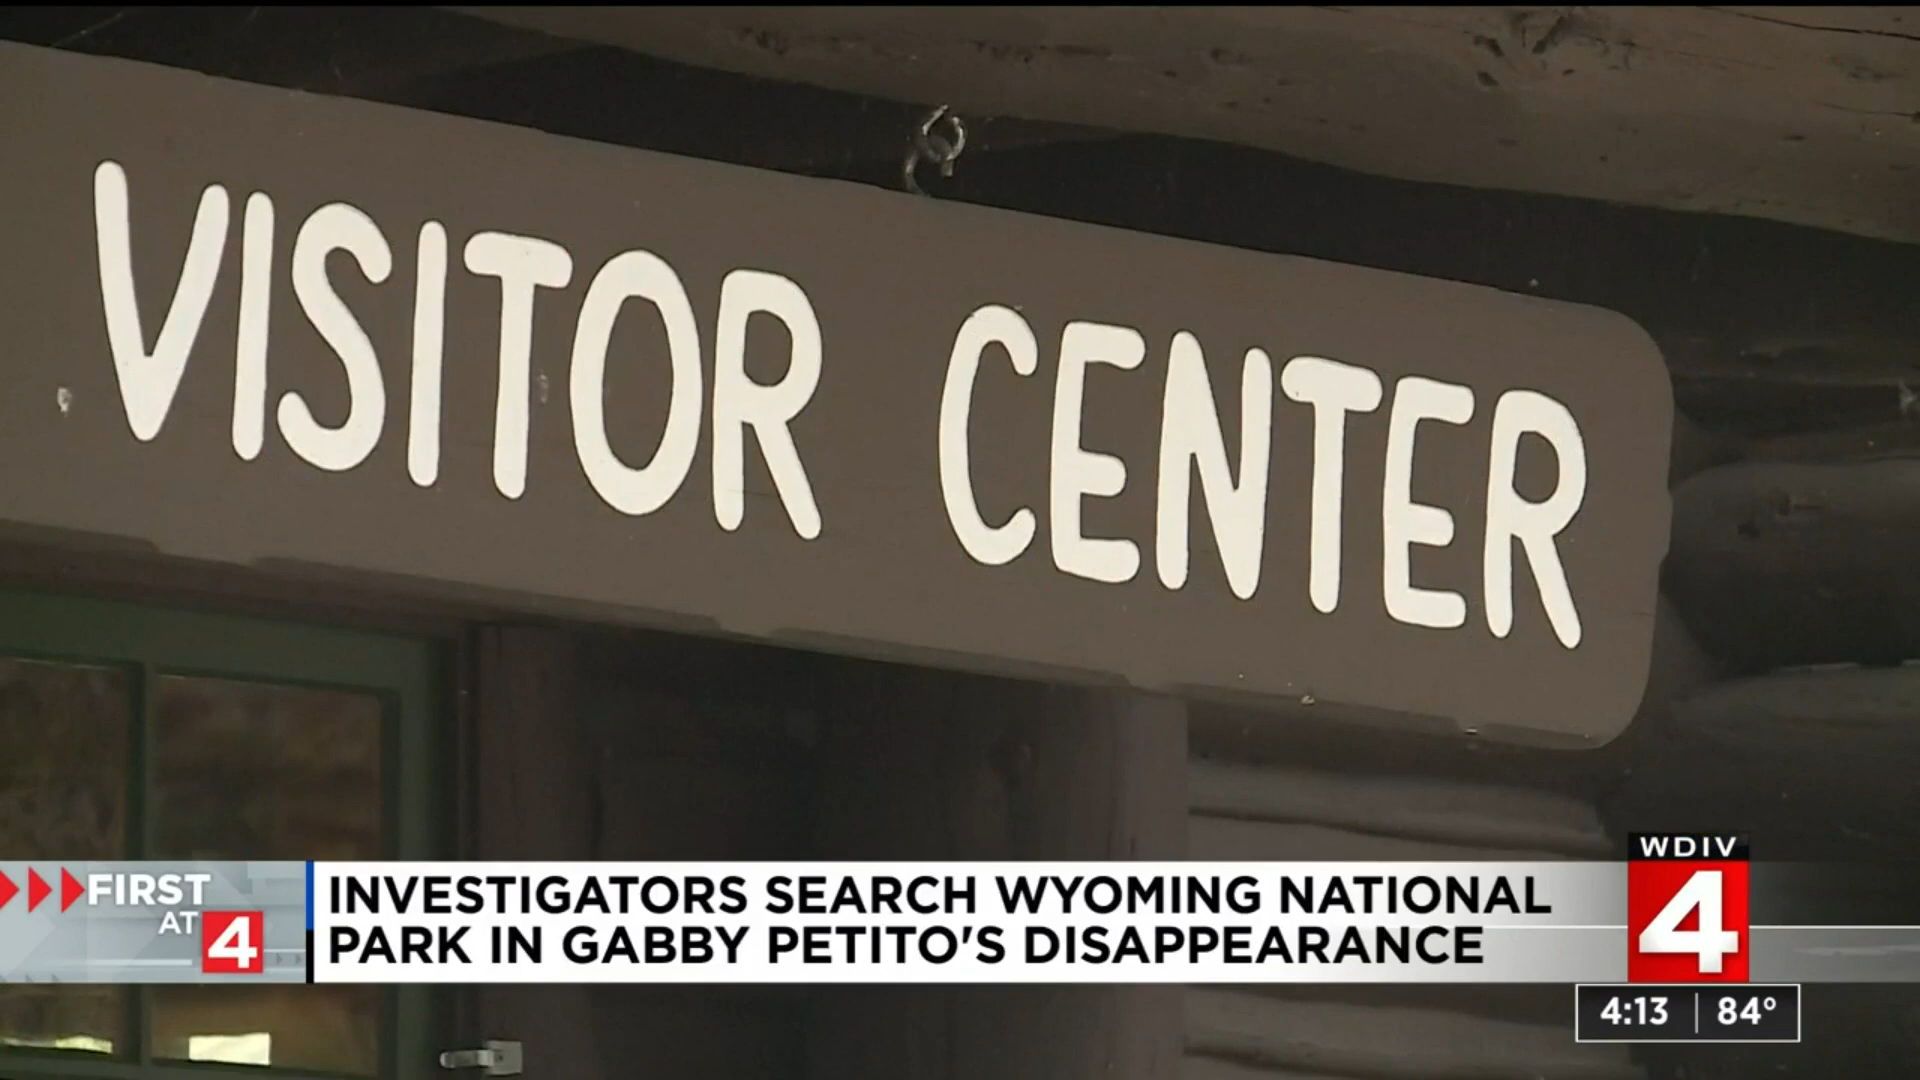 VISITOR CENTER
WDIV
4
FIRST
AT 4
INVESTIGATORS SEARCH WYOMING NATIONAL
PARK IN GABBY PETITO'S DISAPPEARANCE
4:13 | 84°